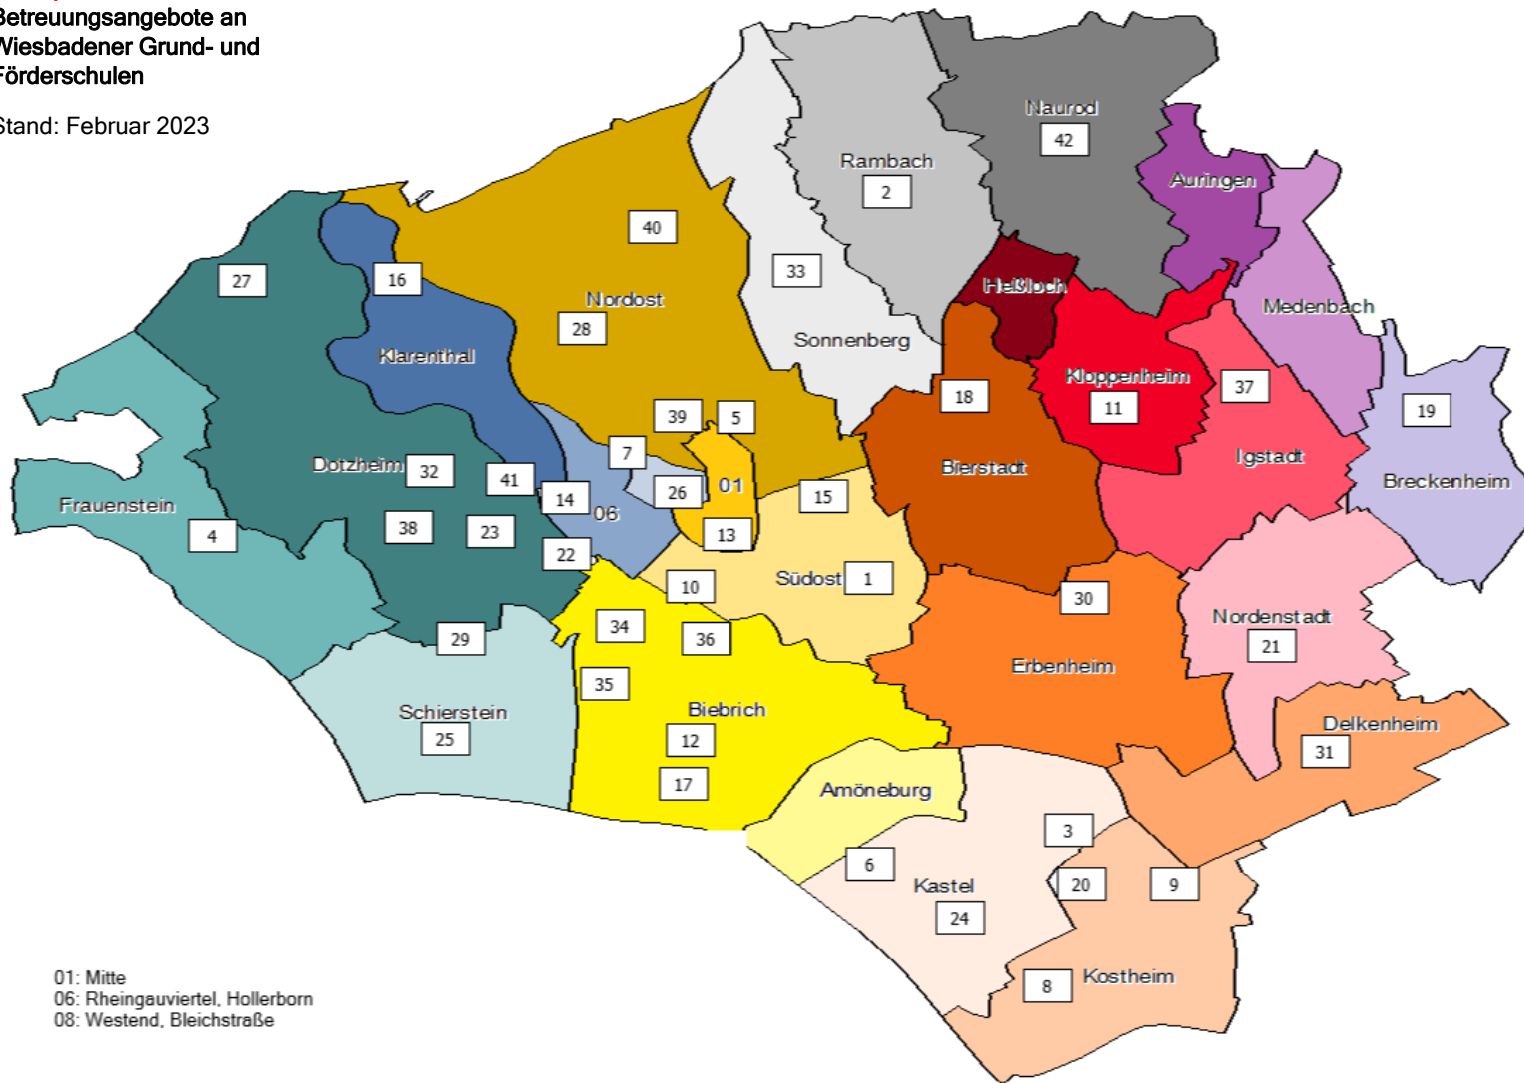 Betreuungsangebote an
Wiesbadener Grund- und
Förderschulen
Stand: Februar 2023
Naurod
42
Rambach
2
Auringen
40
33
27
16
Heßloch
Nordost
28
Medenbach
Sonnenberg
Klarenthal
Kloppenheim
11
37
18
19
39
5
7
Dotzheim
32
41
14
06
26
01
15
Bierstadt
Igstadt
Breckenheim
Frauenstein
4
38
23
13
22
10
Südost
1
30
Nordenstadt
21
29
34
36
Erbenheim
35
Schierstein
25
Biebrich
12
17
Delkenheim
31
Amöneburg
3
6
Kastel
24
20
9
8
Kostheim
01: Mitte
06: Rheingauviertel, Hollerborn
08: Westend, Bleichstraße